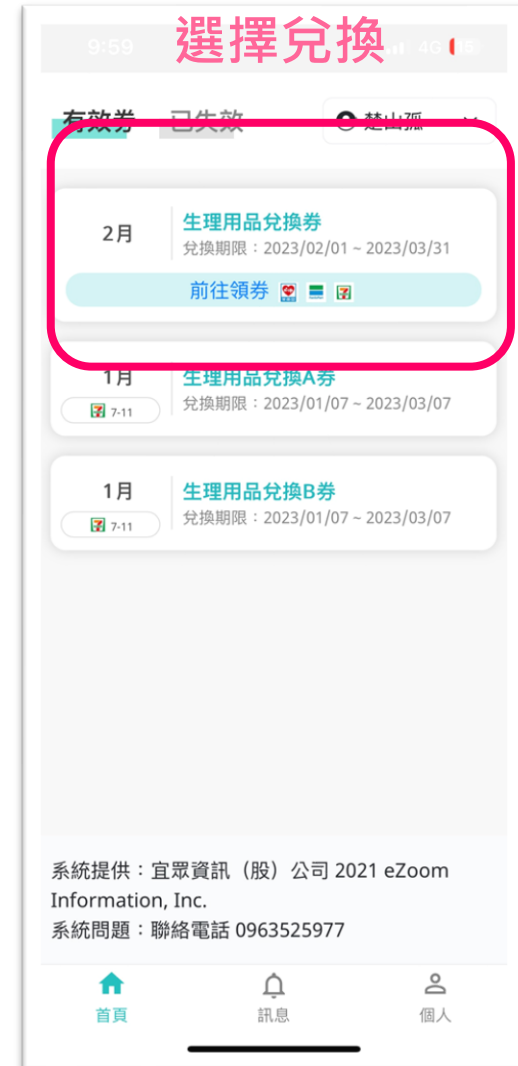 選擇兌換
9:59 4G 15
有效券 已失效 楚山孤
2月 生理用品兌換券
兌換期限：2023/02/01 ~ 2023/03/31
前往領券
1月 生理用品兌換A券
7-11 兌換期限：2023/01/07 ~ 2023/03/07
1月 生理用品兌換B券
7-11 兌換期限：2023/01/07 ~ 2023/03/07
系統提供：宜眾資訊（股）公司 2021 eZoom
Information, Inc.
系統問題：聯絡電話 0963525977
首頁 訊息 個人